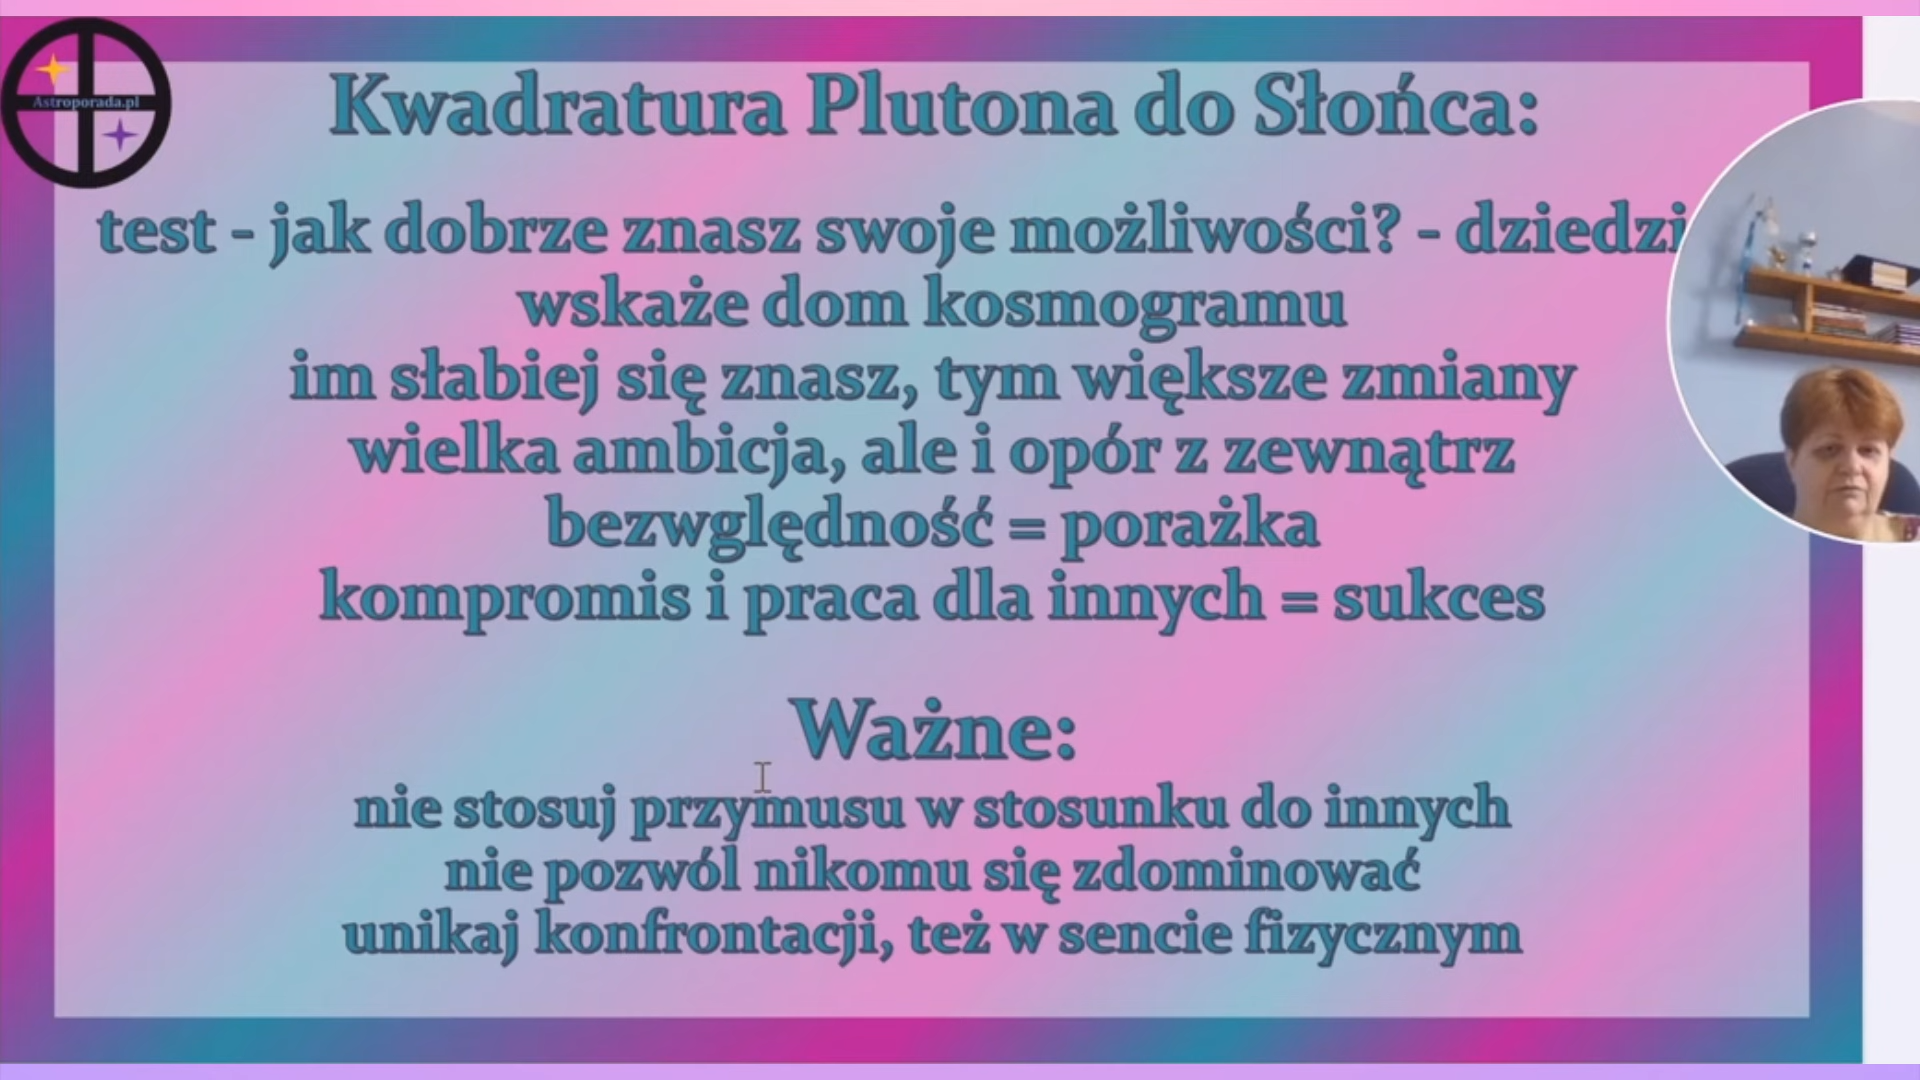 Astroporada.pl
Kwadratura Plutona do Słońca:
test - jak dobrze znasz swoje możliwości? -
wskaże dom kosmogramu
im słabiej się znasz, tym większe zmiany
wielka ambicja, ale i opór z zewnątrz
bezwględność = porażka
kompromis i praca dla innych = sukces
Ważne:
nie stosuj przymusu w stosunku do innych
nie pozwól nikomu się zdominować
unikaj konfrontacji, też w sencie fizycznym